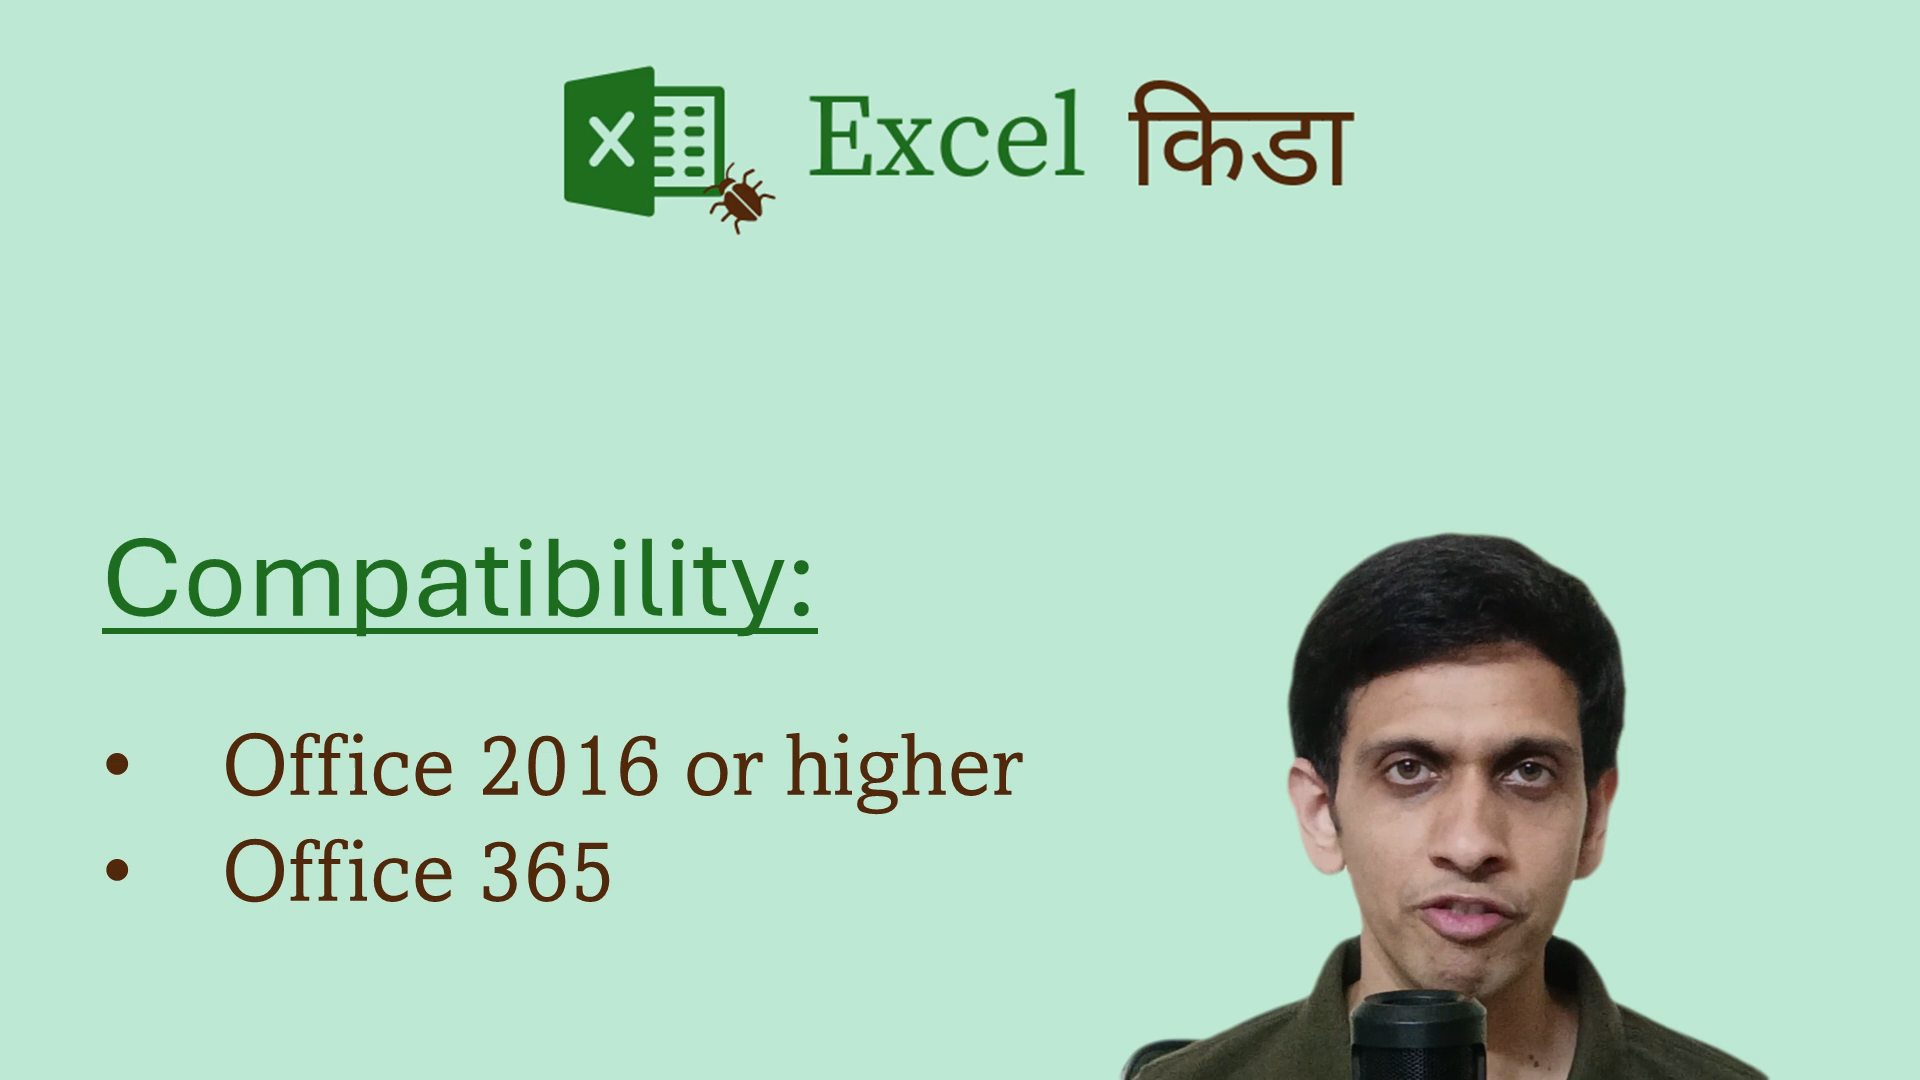 Excel किडा
Compatibility:
• Office 2016 or higher
• Office 365